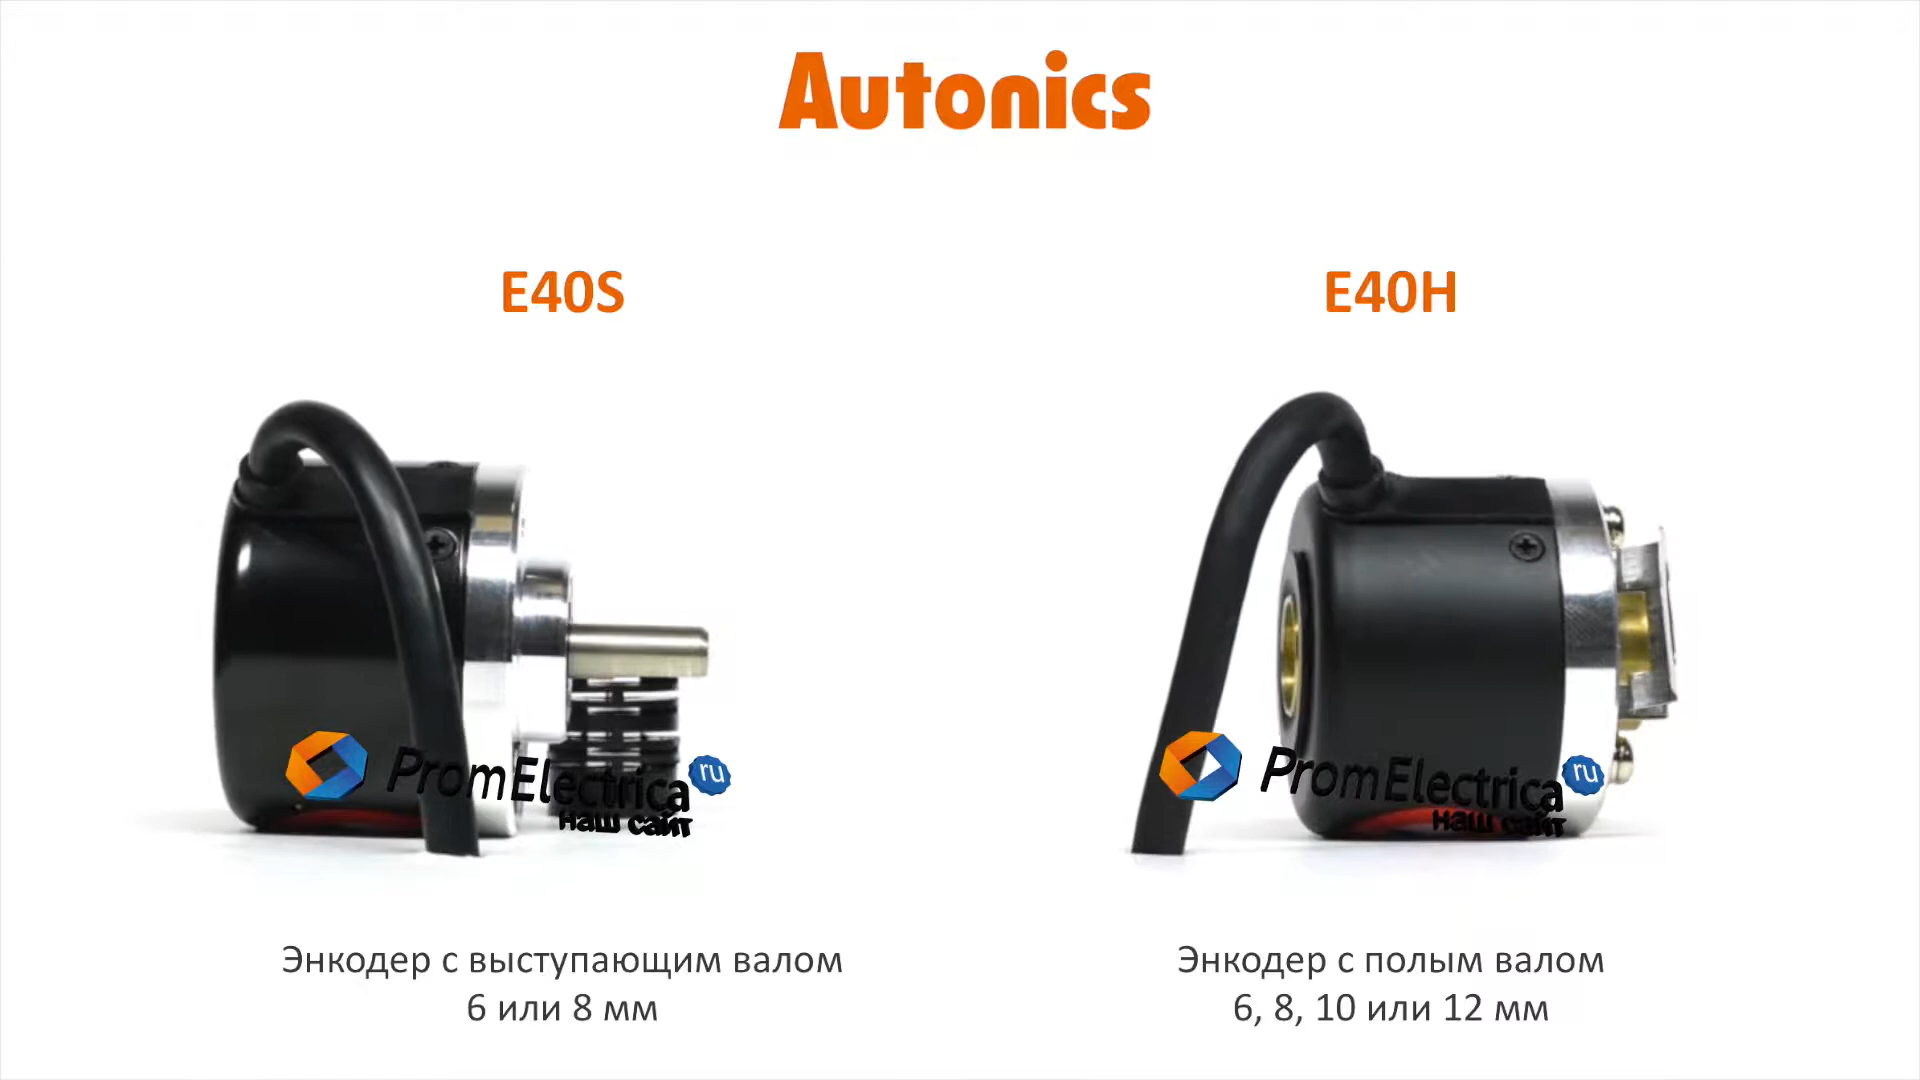 Autonics
E40S
E40H
PromElectrica ru
наш сайт
PromElectrica ru
наш сайт
Энкодер с выступающим валом
6 или 8 мм
Энкодер с полым валом
6, 8, 10 или 12 мм